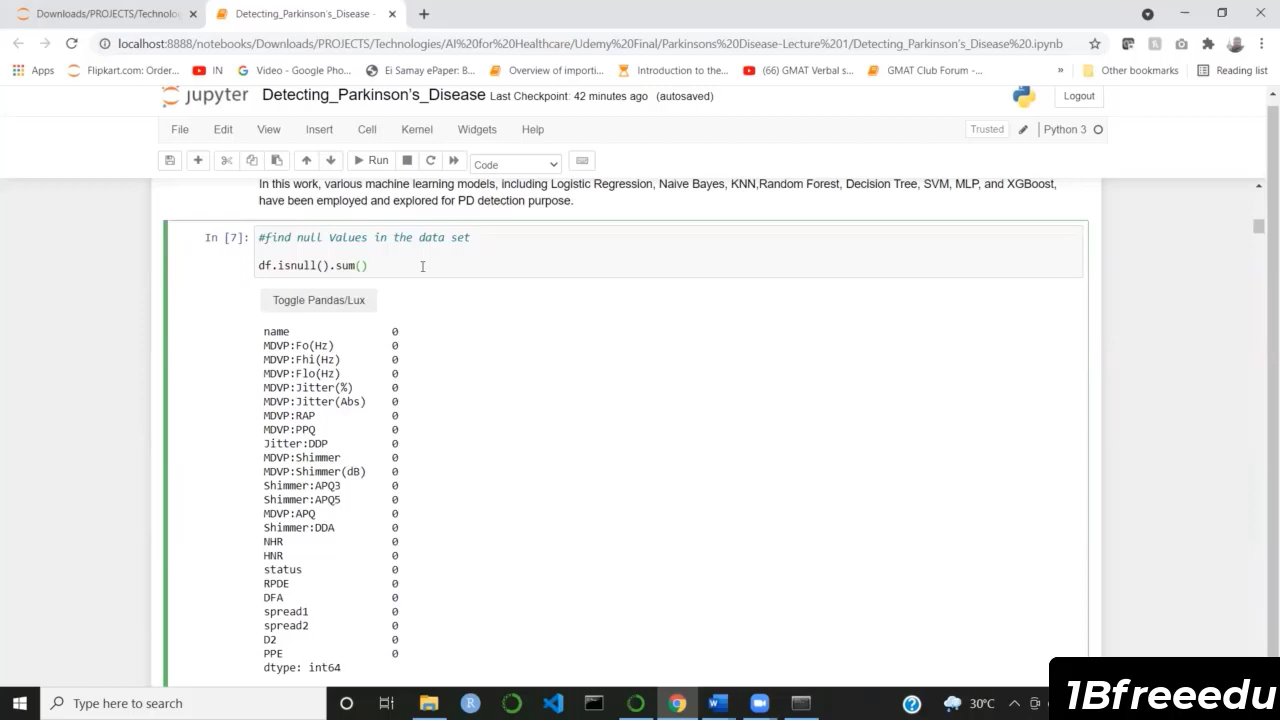 Downloads/PROJECTS/Technolo
Detecting_Parkinson's_Disease -
localhost:8888/notebooks/Downloads/PROJECTS/Technologies/AI%20for%20Healthcare/Udemy%20Final/Parkinsons%20Disease-Lecture%201/Detecting_Parkinson's_Disease%20.ipynb
Apps Flipkart.com: Order... IN Video - Google Pho... Ei Samay ePaper: B... Overview of importi... Introduction to the... (66) GMAT Verbal s... GMAT Club Forum -... » Other bookmarks Reading list
jupyter Detecting_Parkinson's_Disease Last Checkpoint: 42 minutes ago (autosaved) Logout
File Edit View Insert Cell Kernel Widgets Help Trusted Python 3
Run Code
In this work, various machine learning models, including Logistic Regression, Naive Bayes, KNN,Random Forest, Decision Tree, SVM, MLP, and XGBoost,
have been employed and explored for PD detection purpose.
In [7]: #find null Values in the data set
df.isnull().sum()
Toggle Pandas/Lux
name 0
MDVP:Fo(Hz) 0
MDVP:Fhi(Hz) 0
MDVP:Flo(Hz) 0
MDVP:Jitter(%) 0
MDVP:Jitter(Abs) 0
MDVP:RAP 0
MDVP:PPQ 0
Jitter:DDP 0
MDVP:Shimmer 0
MDVP:Shimmer(dB) 0
Shimmer:APQ3 0
Shimmer:APQ5 0
MDVP:APQ 0
Shimmer:DDA 0
NHR 0
HNR 0
status 0
RPDE 0
DFA 0
spread1 0
spread2 0
D2 0
PPE 0
dtype: int64
Type here to search
30°C
1Bfreeedu